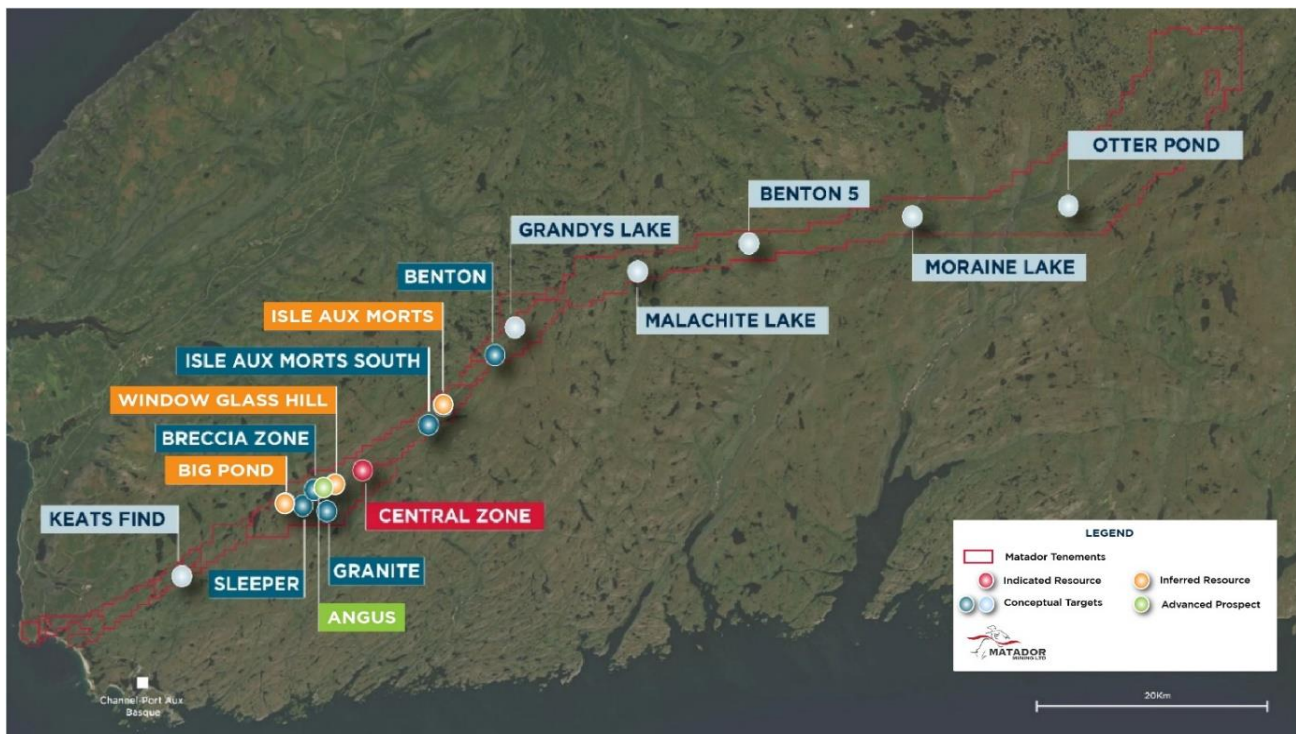 OTTER POND
BENTON 5
GRANDYS LAKE
MORAINE LAKE
BENTON
MALACHITE LAKE
ISLE AUX MORTS
ISLE AUX MORTS SOUTH
WINDOW GLASS HILL
BRECCIA ZONE
BIG POND
CENTRAL ZONE
KEATS FIND
GRANITE
SLEEPER
ANGUS
Channel-Port Aux
Basque
LEGEND
Matador Tenements
Indicated Resource
Inferred Resource
Conceptual Targets
Advanced Prospect
MATADOR
MINING LTD
20Km